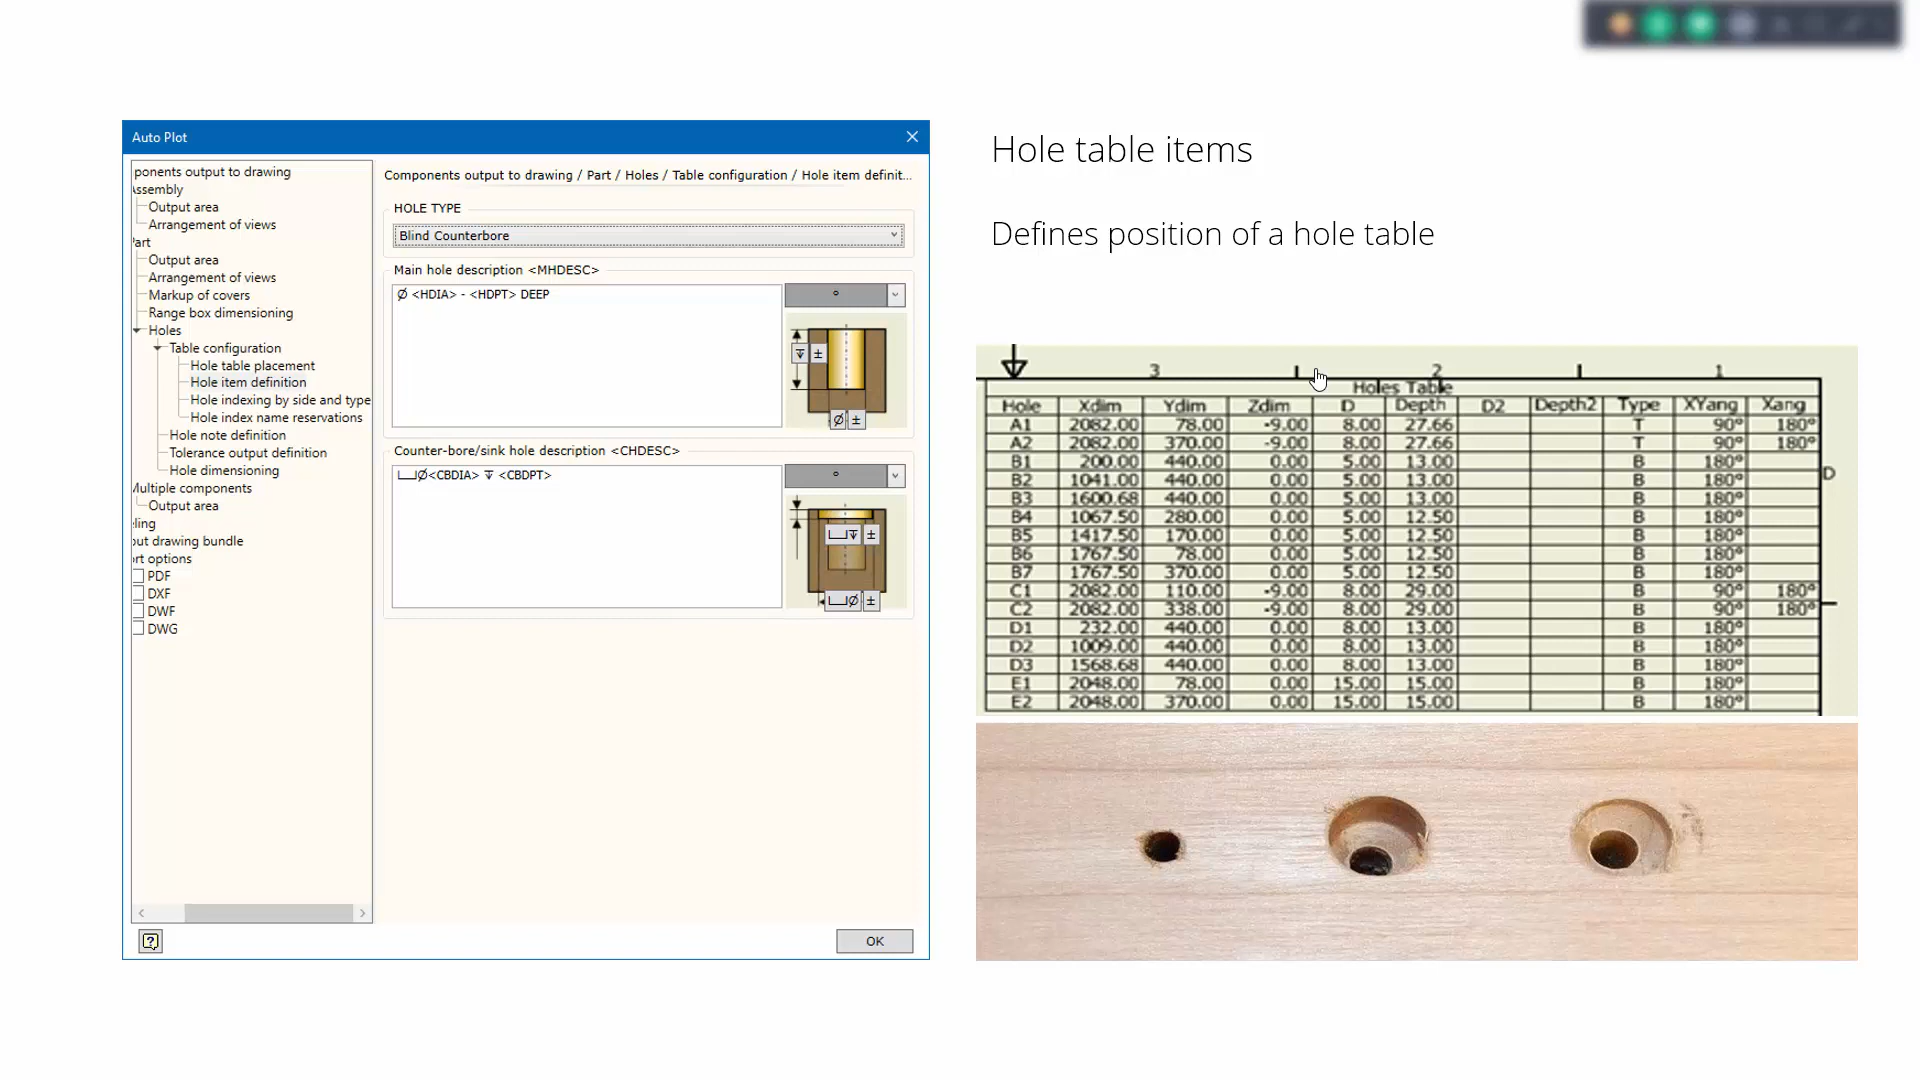 Auto Plot
ponents output to drawing
Assembly
Output area
Arrangement of views
Part
Output area
Arrangement of views
Markup of covers
Range box dimensioning
Holes
Table configuration
Hole table placement
Hole item definition
Hole indexing by side and type
Hole index name reservations
Hole note definition
Tolerance output definition
Hole dimensioning
Multiple components
Output area
eling
out drawing bundle
rt options
PDF
DXF
DWF
DWG
Components output to drawing / Part / Holes / Table configuration / Hole item definit...
HOLE TYPE
Blind Counterbore
Main hole description <MHDESC>
Ø <HDIA> - <HDPT> DEEP
°
↧ ±
Ø ±
Counter-bore/sink hole description <CHDESC>
⌴Ø<CBDIA> ↧ <CBDPT>
°
⌴↧ ±
⌴Ø ±
?
OK
Hole table items
Defines position of a hole table
3 2 1
Holes Table
Hole Xdim Ydim Zdim D Depth D2 Depth2 Type XYang Xang
A1 2082.00 78.00 -9.00 8.00 27.66 T 90° 180°
A2 2082.00 370.00 -9.00 8.00 27.66 T 90° 180°
B1 200.00 440.00 0.00 5.00 13.00 B 180°
B2 1041.00 440.00 0.00 5.00 13.00 B 180°
B3 1600.68 440.00 0.00 5.00 13.00 B 180°
B4 1067.50 280.00 0.00 5.00 12.50 B 180°
B5 1417.50 170.00 0.00 5.00 12.50 B 180°
B6 1767.50 78.00 0.00 5.00 12.50 B 180°
B7 1767.50 370.00 0.00 5.00 12.50 B 180°
C1 2082.00 110.00 -9.00 8.00 29.00 B 90° 180°
C2 2082.00 338.00 -9.00 8.00 29.00 B 90° 180°
D1 232.00 440.00 0.00 8.00 13.00 B 180°
D2 1009.00 440.00 0.00 8.00 13.00 B 180°
D3 1568.68 440.00 0.00 8.00 13.00 B 180°
E1 2048.00 78.00 0.00 15.00 15.00 B 180°
E2 2048.00 370.00 0.00 15.00 15.00 B 180°
D